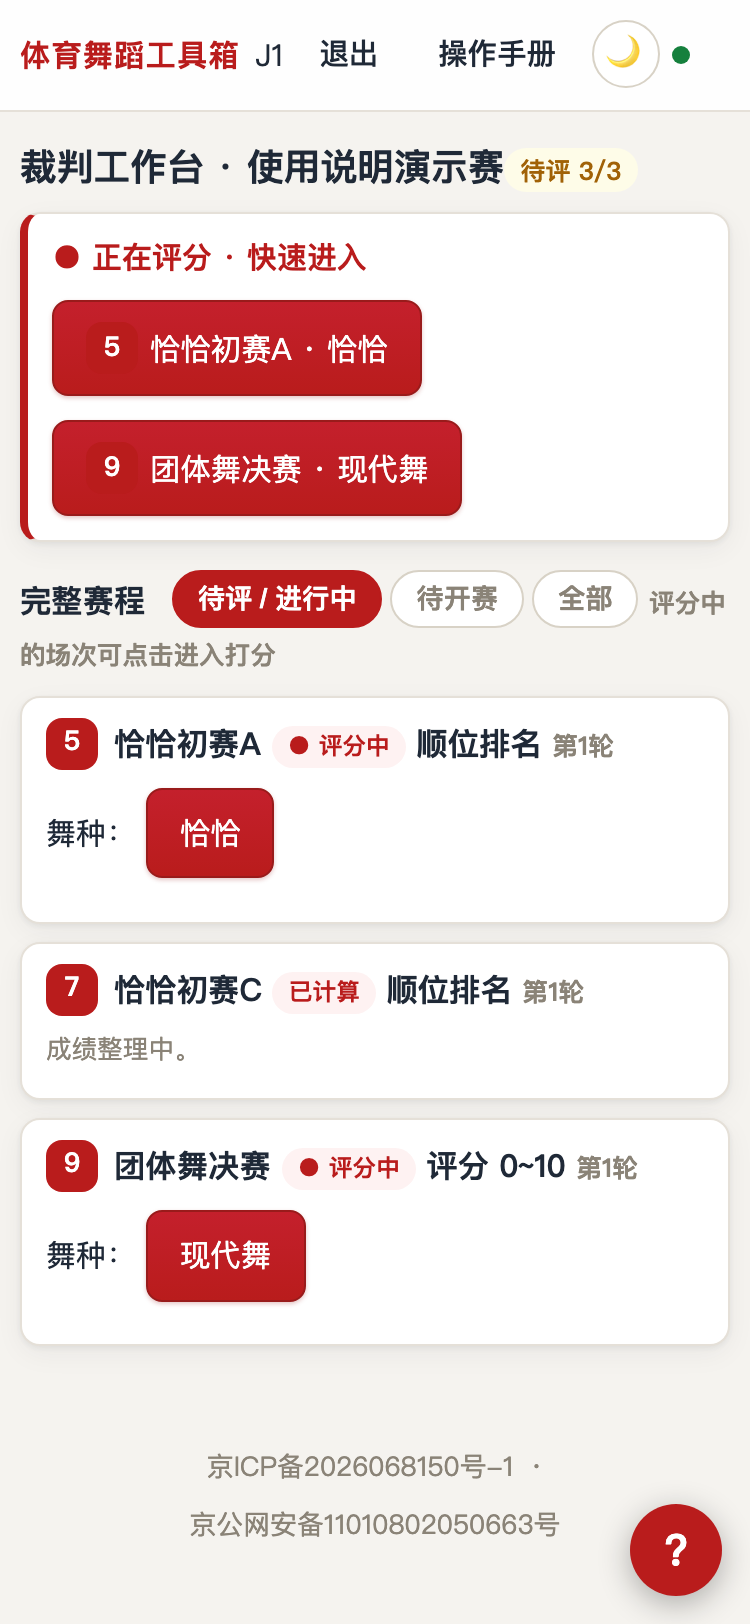 体育舞蹈工具箱 J1 退出 操作手册
裁判工作台 · 使用说明演示赛 待评 3/3
正在评分 · 快速进入
5 恰恰初赛A · 恰恰
9 团体舞决赛 · 现代舞
完整赛程 待评 / 进行中 待开赛 全部 评分中
的场次可点击进入打分
5 恰恰初赛A 评分中 顺位排名 第1轮
舞种： 恰恰
7 恰恰初赛C 已计算 顺位排名 第1轮
成绩整理中。
9 团体舞决赛 评分中 评分 0~10 第1轮
舞种： 现代舞
京ICP备2026068150号-1 ·
京公网安备11010802050663号
?